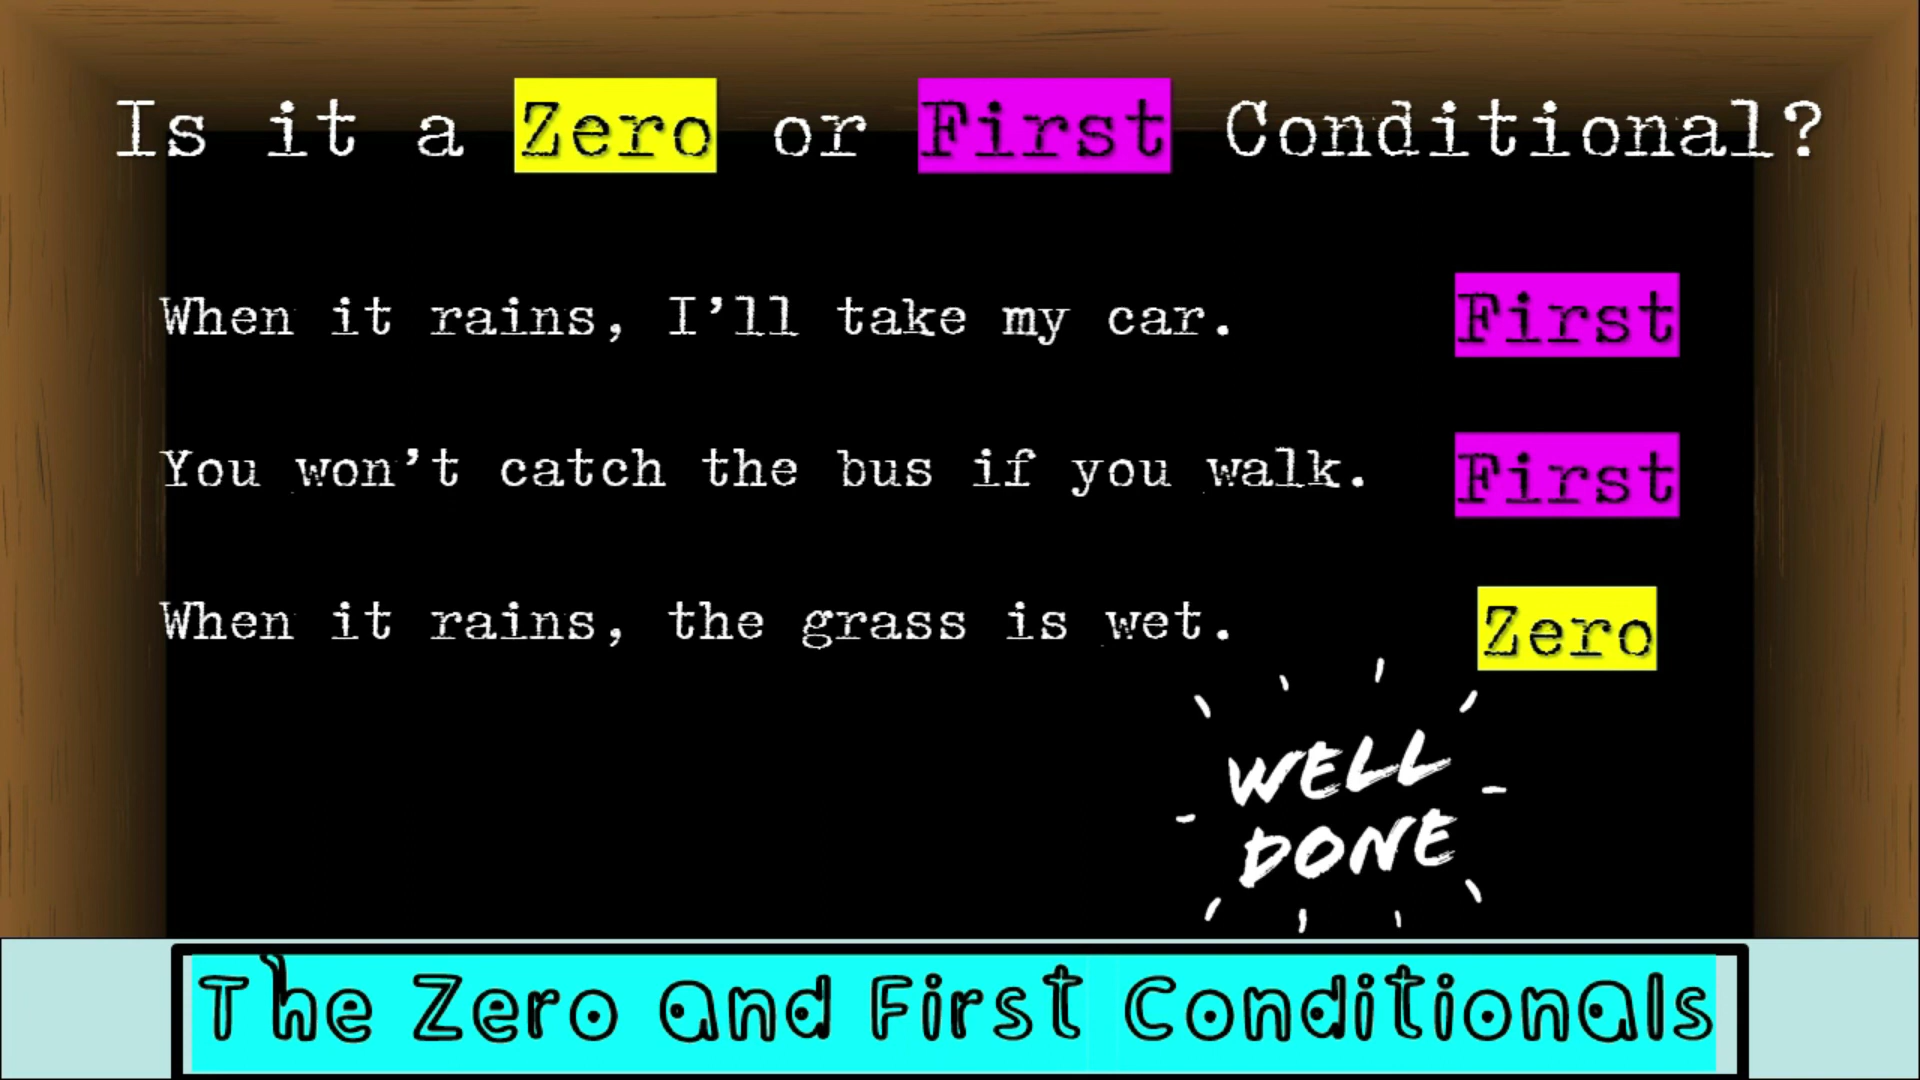 Is it a Zero or First Conditional?
When it rains, I'll take my car. First
You won't catch the bus if you walk. First
When it rains, the grass is wet. Zero
WELL
DONE
The Zero and First Conditionals